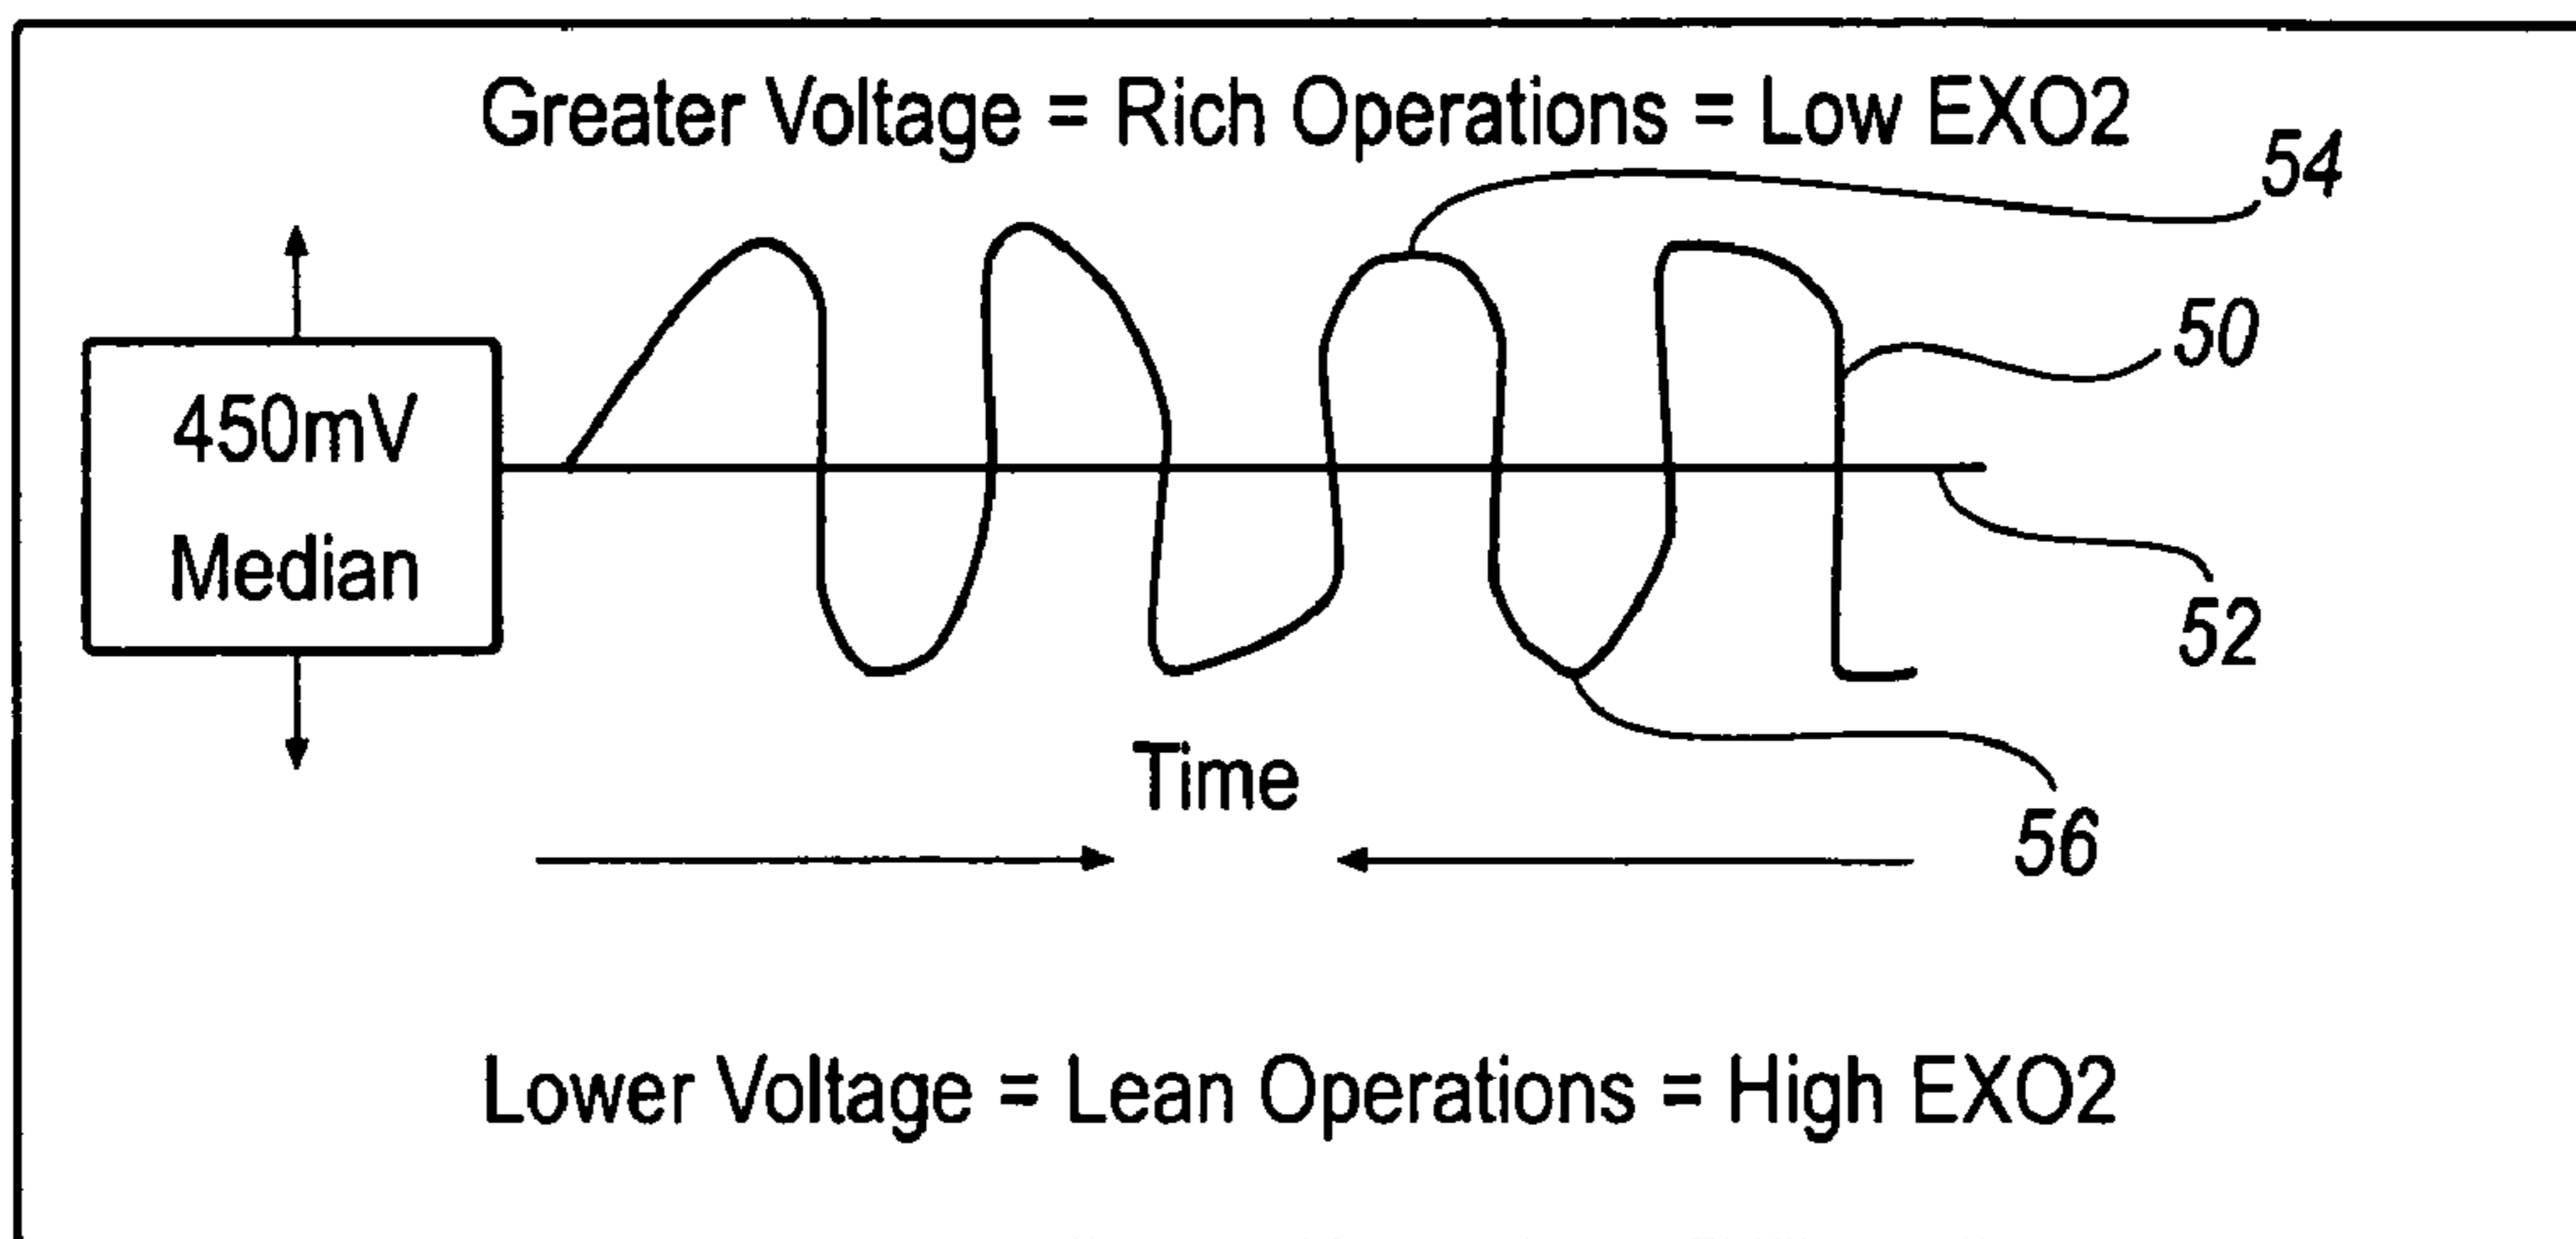 Greater Voltage = Rich Operations = Low EXO2
54
50
450mV
Median
52
Time
56
Lower Voltage = Lean Operations = High EXO2